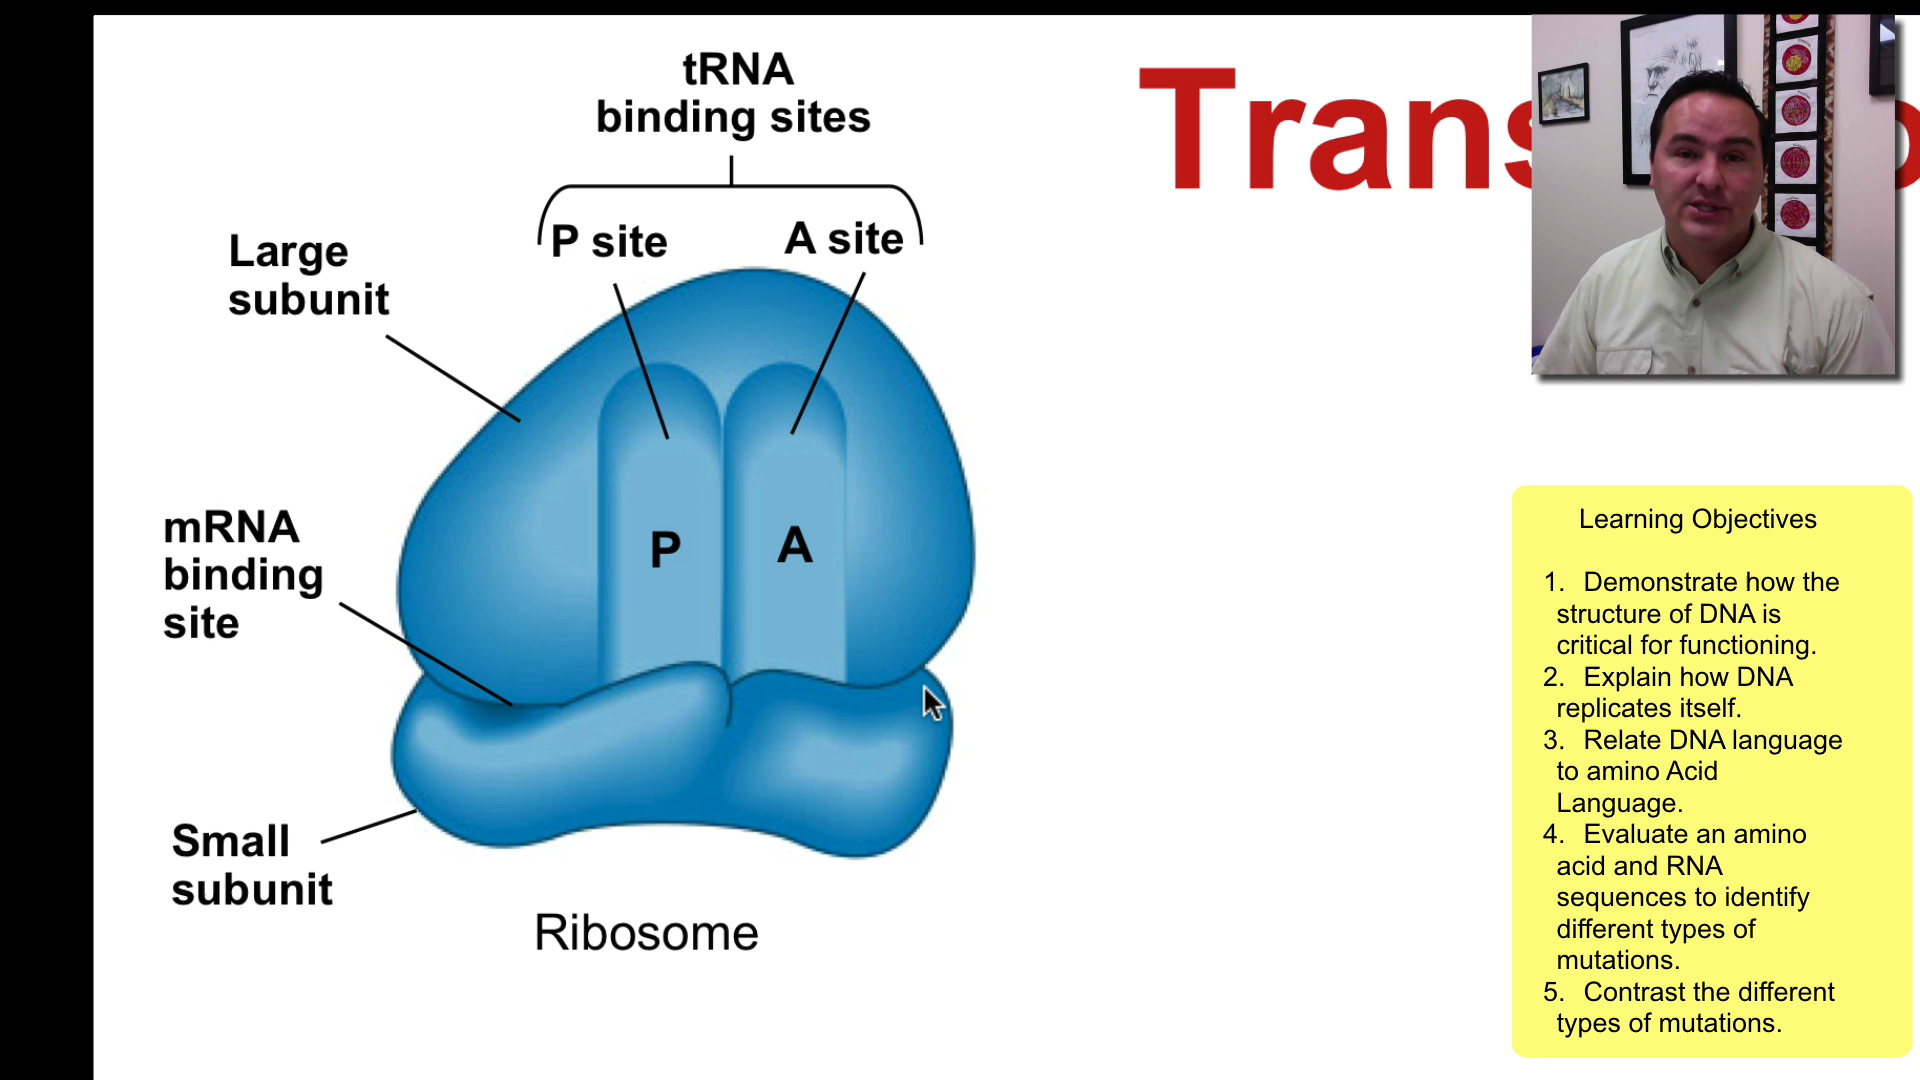 tRNA
binding sites
Trans
P site
A site
Large
subunit
P
A
mRNA
binding
site
Small
subunit
Ribosome
Learning Objectives
1. Demonstrate how the
structure of DNA is
critical for functioning.
2. Explain how DNA
replicates itself.
3. Relate DNA language
to amino Acid
Language.
4. Evaluate an amino
acid and RNA
sequences to identify
different types of
mutations.
5. Contrast the different
types of mutations.